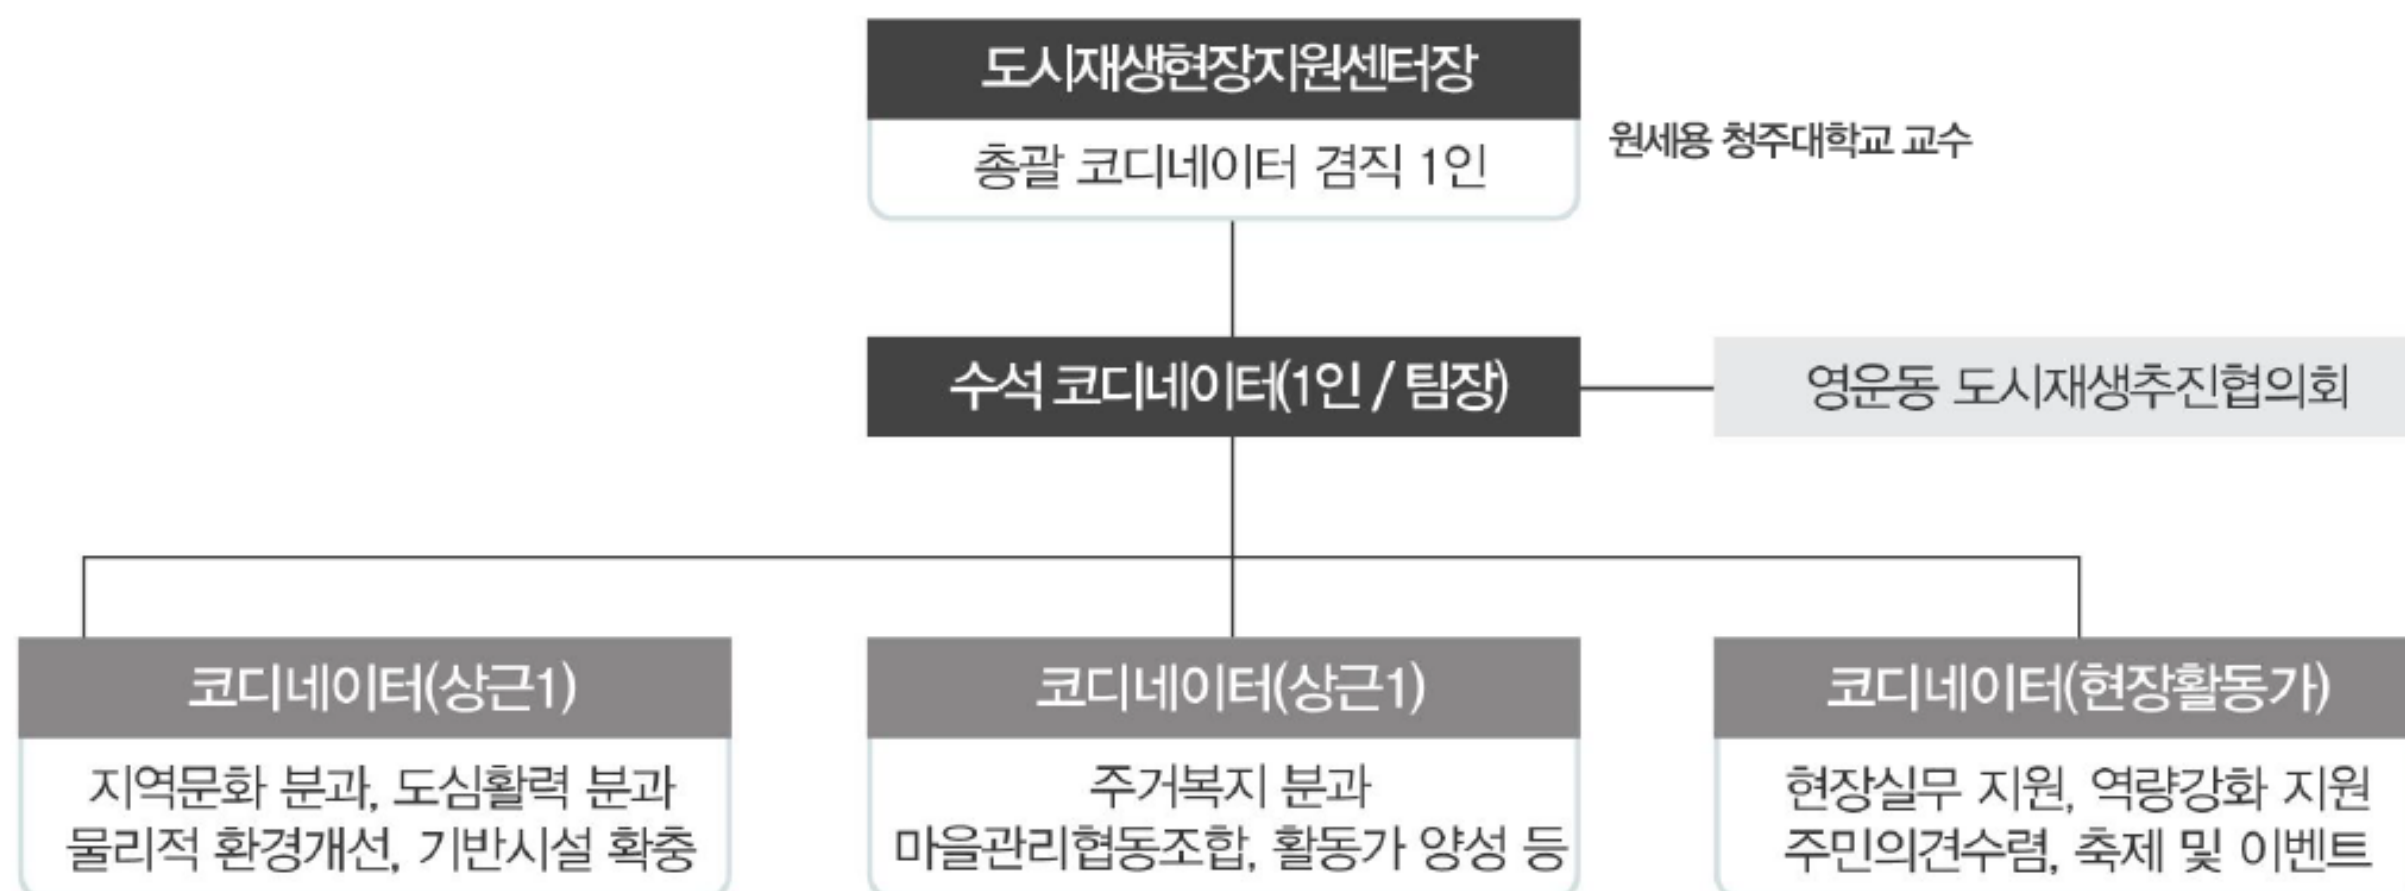 도시재생현장지원센터장
총괄 코디네이터 겸직 1인
원세용 청주대학교 교수
수석 코디네이터(1인 / 팀장)
영운동 도시재생추진협의회
코디네이터(상근1)
지역문화 분과, 도심활력 분과
물리적 환경개선, 기반시설 확충
코디네이터(상근1)
주거복지 분과
마을관리협동조합, 활동가 양성 등
코디네이터(현장활동가)
현장실무 지원, 역량강화 지원
주민의견수렴, 축제 및 이벤트